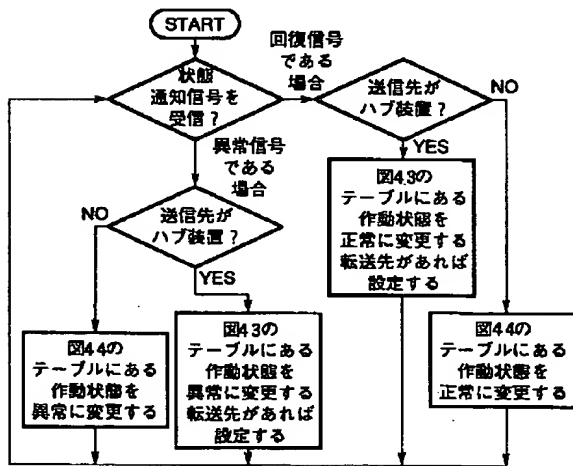 START
状態
通知信号を
受信？
回復信号
である
場合
送信先が
ハブ装置？
NO
YES
異常信号
である
場合
図43の
テーブルにある
作動状態を
正常に変更する
転送先があれば
設定する
送信先が
ハブ装置？
NO
YES
図44の
テーブルにある
作動状態を
異常に変更する
図43の
テーブルにある
作動状態を
異常に変更する
転送先があれば
設定する
図44の
テーブルにある
作動状態を
正常に変更する